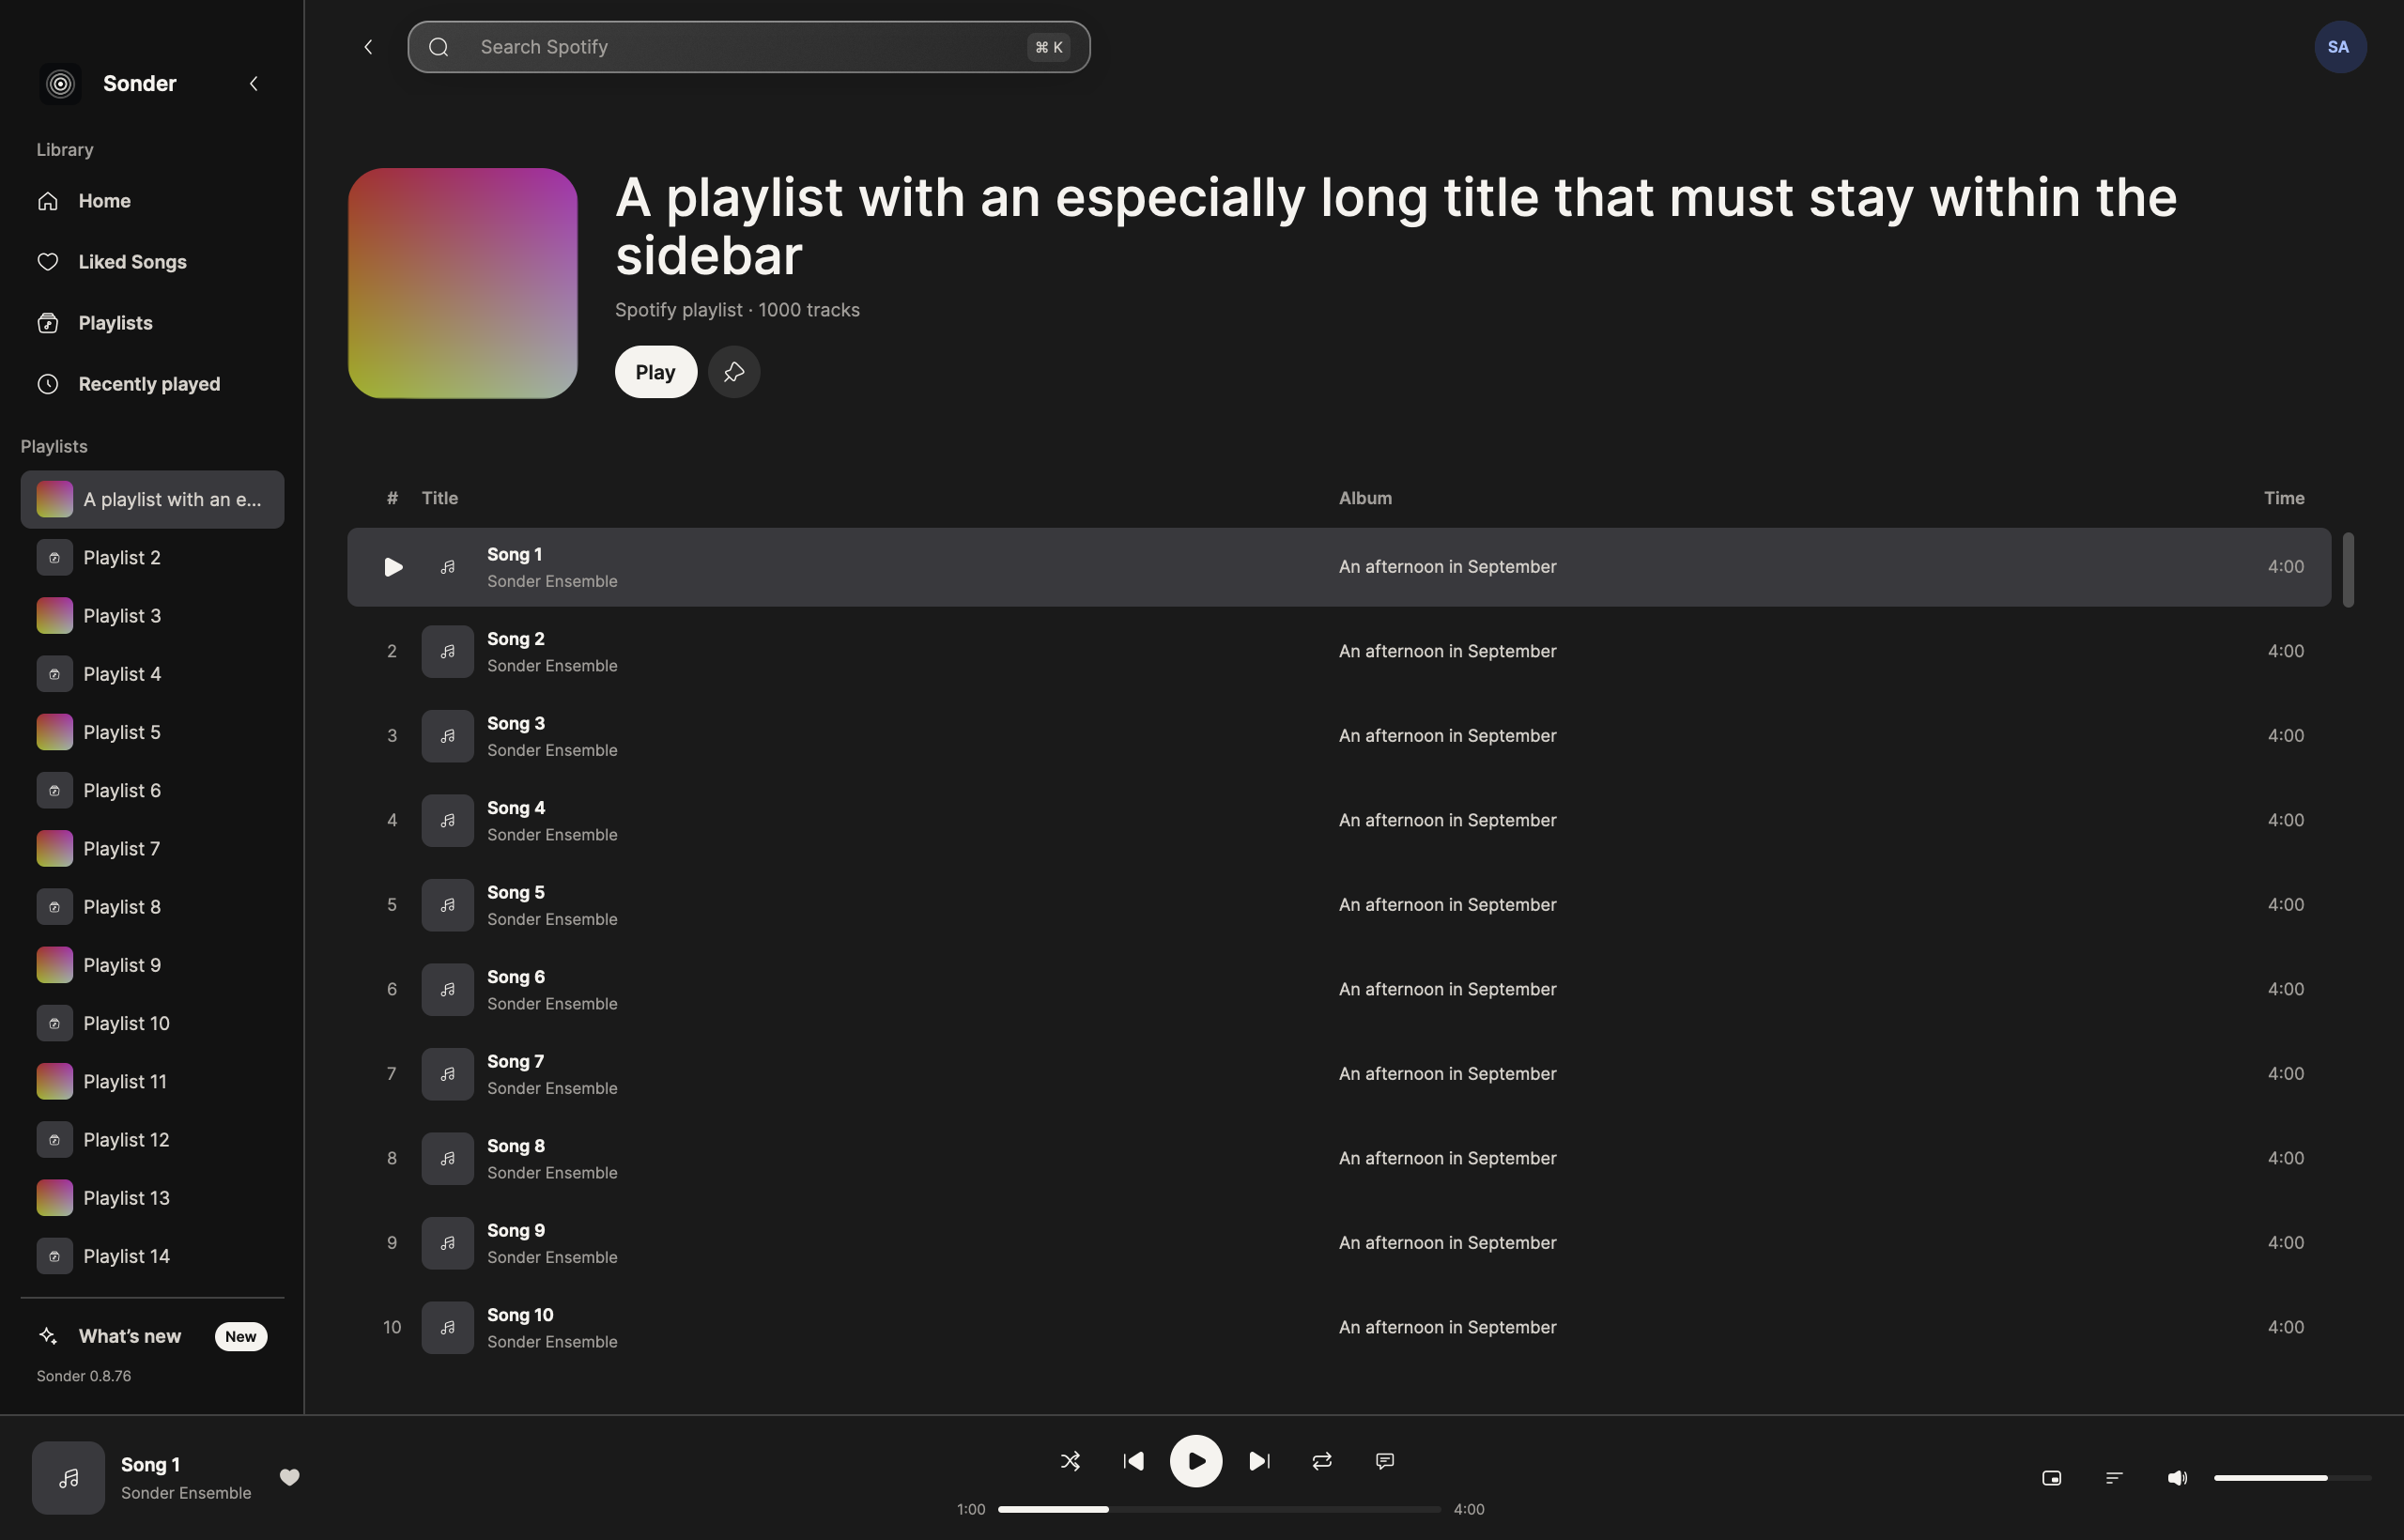 Sonder
Library
Home
Liked Songs
Playlists
Recently played
Playlists
A playlist with an e...
Playlist 2
Playlist 3
Playlist 4
Playlist 5
Playlist 6
Playlist 7
Playlist 8
Playlist 9
Playlist 10
Playlist 11
Playlist 12
Playlist 13
Playlist 14
What’s new New
Sonder 0.8.76
Search Spotify ⌘ K
SA
A playlist with an especially long title that must stay within the
sidebar
Spotify playlist · 1000 tracks
Play
# Title Album Time
Song 1
Sonder Ensemble
An afternoon in September 4:00
2 Song 2
Sonder Ensemble
An afternoon in September 4:00
3 Song 3
Sonder Ensemble
An afternoon in September 4:00
4 Song 4
Sonder Ensemble
An afternoon in September 4:00
5 Song 5
Sonder Ensemble
An afternoon in September 4:00
6 Song 6
Sonder Ensemble
An afternoon in September 4:00
7 Song 7
Sonder Ensemble
An afternoon in September 4:00
8 Song 8
Sonder Ensemble
An afternoon in September 4:00
9 Song 9
Sonder Ensemble
An afternoon in September 4:00
10 Song 10
Sonder Ensemble
An afternoon in September 4:00
Song 1
Sonder Ensemble
1:00 4:00